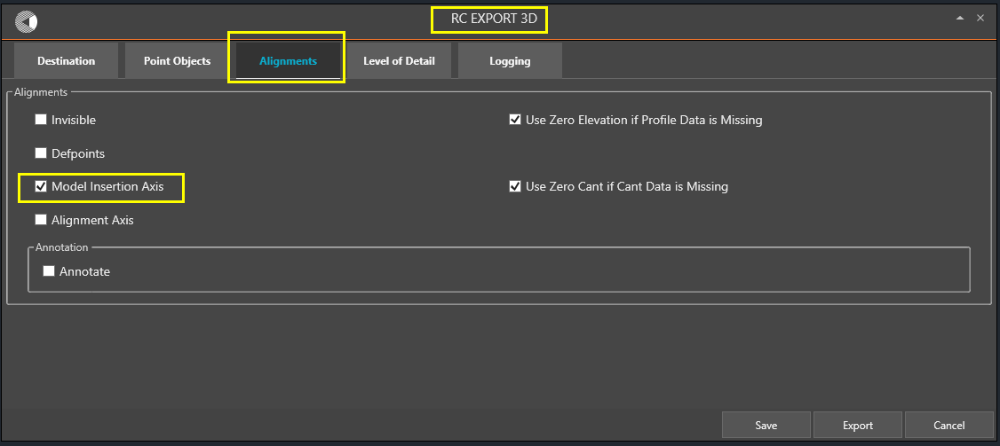 RC EXPORT 3D
Destination
Point Objects
Alignments
Level of Detail
Logging
Alignments
Invisible
Use Zero Elevation if Profile Data is Missing
Defpoints
Model Insertion Axis
Use Zero Cant if Cant Data is Missing
Alignment Axis
Annotation
Annotate
Save
Export
Cancel